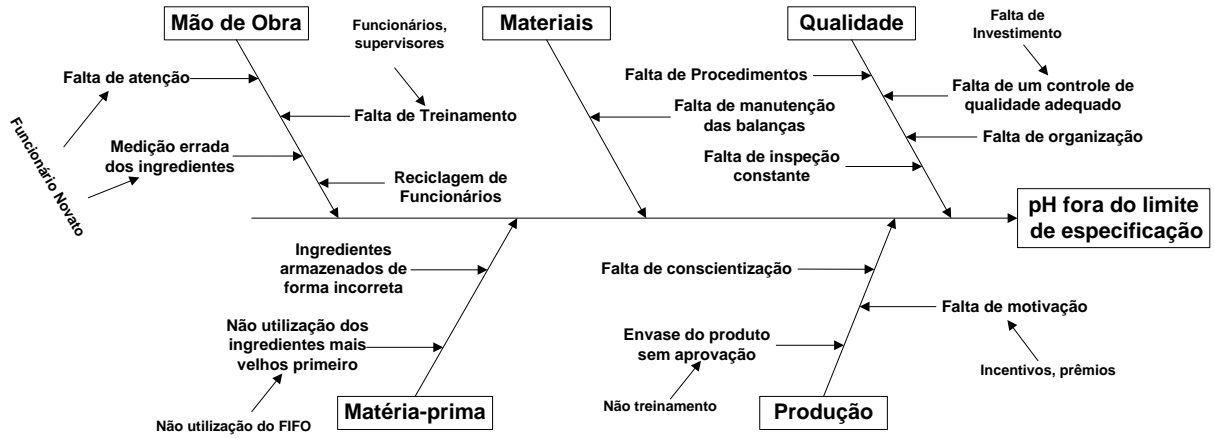 Mão de Obra
Materiais
Qualidade
Funcionários,
supervisores
Falta de
Investimento
Falta de atenção
Falta de Procedimentos
Falta de um controle de
qualidade adequado
Falta de manutenção
das balanças
Falta de Treinamento
Falta de organização
Funcionário Novato
Medição errada
dos ingredientes
Falta de inspeção
constante
Reciclagem de
Funcionários
pH fora do limite
de especificação
Ingredientes
armazenados de
forma incorreta
Falta de conscientização
Falta de motivação
Não utilização dos
ingredientes mais
velhos primeiro
Envase do produto
sem aprovação
Incentivos, prêmios
Não utilização do FIFO
Matéria-prima
Não treinamento
Produção